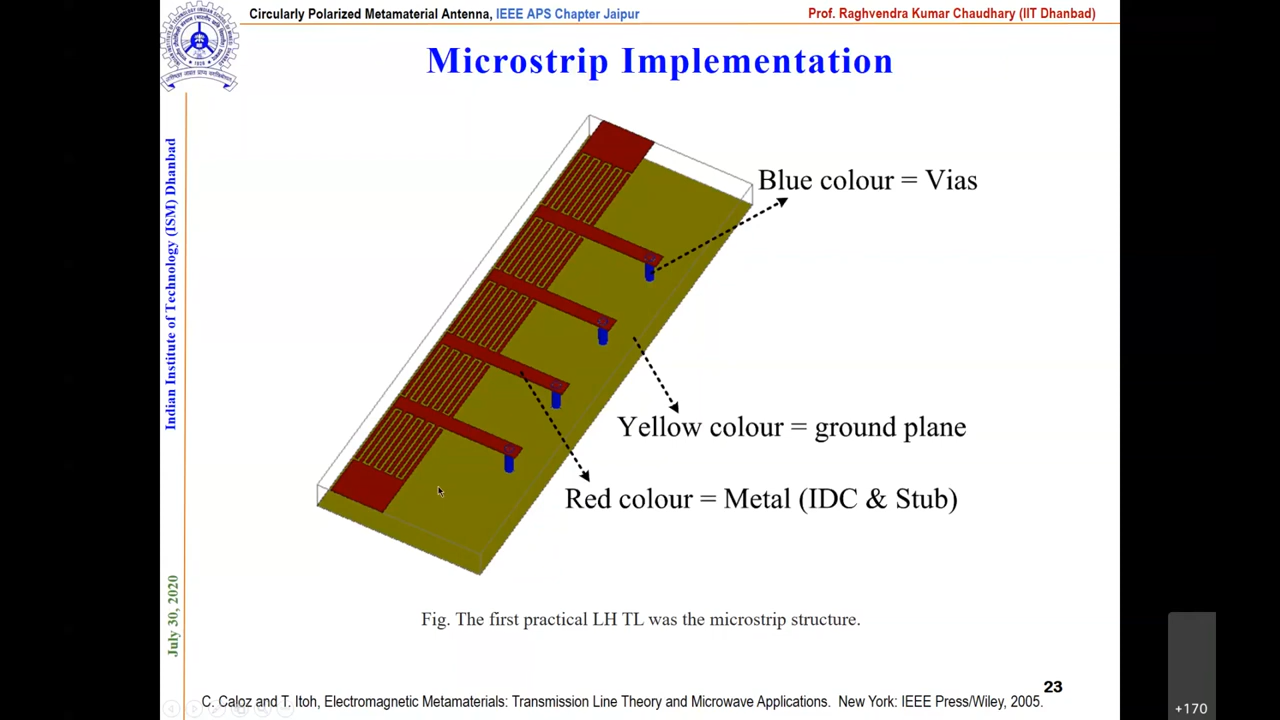 Circularly Polarized Metamaterial Antenna, IEEE APS Chapter Jaipur
Prof. Raghvendra Kumar Chaudhary (IIT Dhanbad)
Microstrip Implementation
Indian Institute of Technology (ISM) Dhanbad
July 30, 2020
Blue colour = Vias
Yellow colour = ground plane
Red colour = Metal (IDC & Stub)
Fig. The first practical LH TL was the microstrip structure.
23
C. Caloz and T. Itoh, Electromagnetic Metamaterials: Transmission Line Theory and Microwave Applications. New York: IEEE Press/Wiley, 2005.
+170